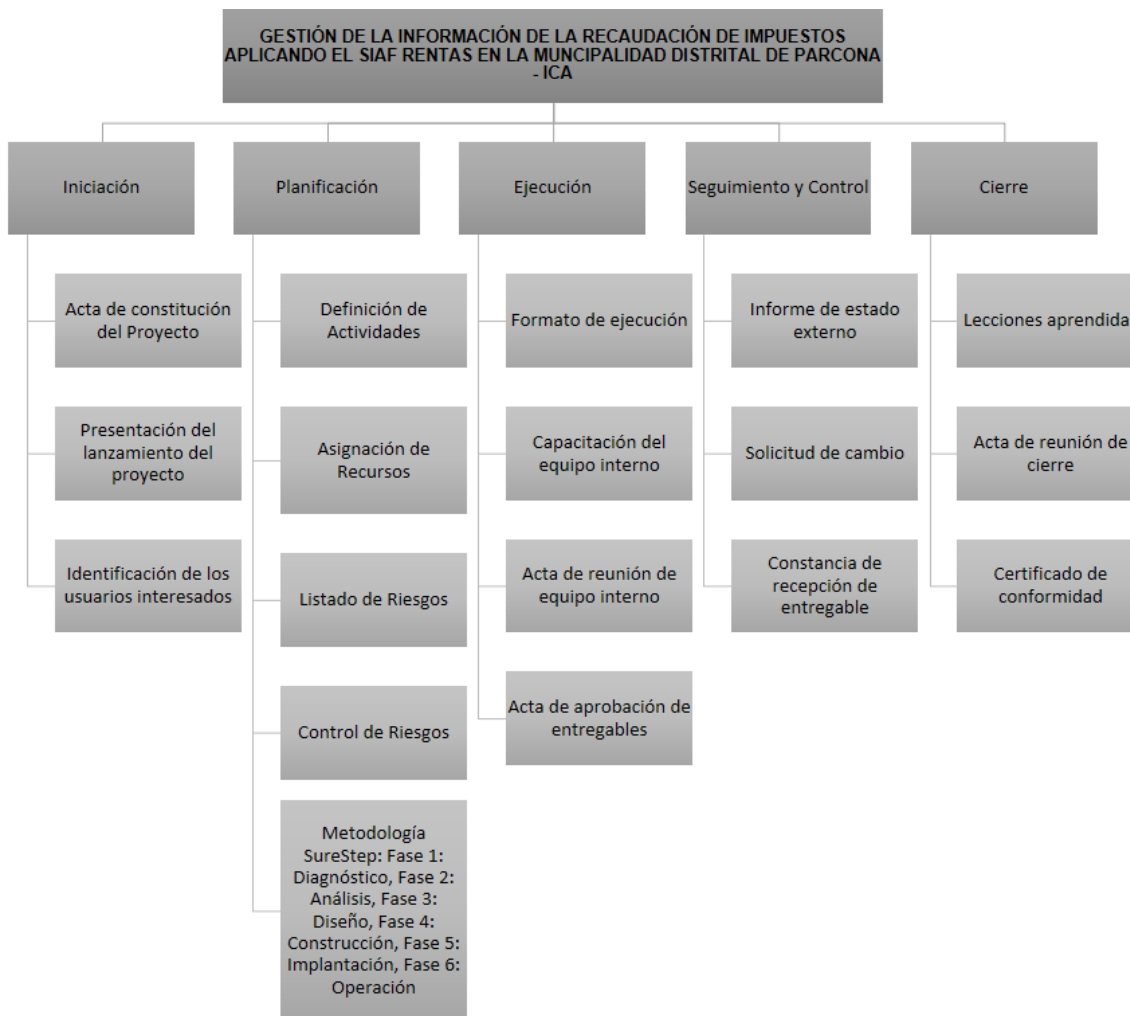 GESTIÓN DE LA INFORMACIÓN DE LA RECAUDACIÓN DE IMPUESTOS
APLICANDO EL SIAF RENTAS EN LA MUNCIPALIDAD DISTRITAL DE PARCONA
- ICA
Iniciación
Acta de constitución
del Proyecto
Presentación del
lanzamiento del
proyecto
Identificación de los
usuarios interesados
Planificación
Definición de
Actividades
Asignación de
Recursos
Listado de Riesgos
Control de Riesgos
Metodología
SureStep: Fase 1:
Diagnóstico, Fase 2:
Análisis, Fase 3:
Diseño, Fase 4:
Construcción, Fase 5:
Implantación, Fase 6:
Operación
Ejecución
Formato de ejecución
Capacitación del
equipo interno
Acta de reunión de
equipo interno
Acta de aprobación de
entregables
Seguimiento y Control
Informe de estado
externo
Solicitud de cambio
Constancia de
recepción de
entregable
Cierre
Lecciones aprendida
Acta de reunión de
cierre
Certificado de
conformidad